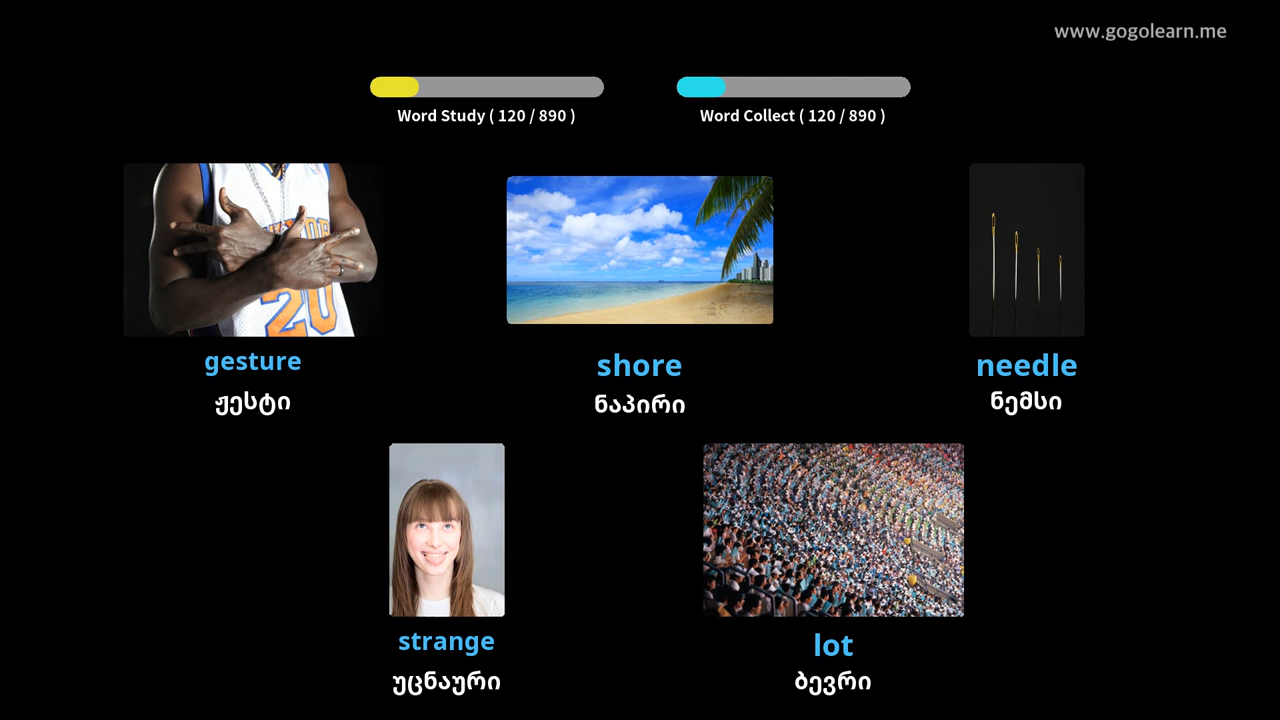 www.gogolearn.me
Word Study ( 120 / 890 )
Word Collect ( 120 / 890 )
20
gesture
shore
needle
ჟესტი
ნაპირი
ნემსი
strange
lot
უცნაური
ბევრი